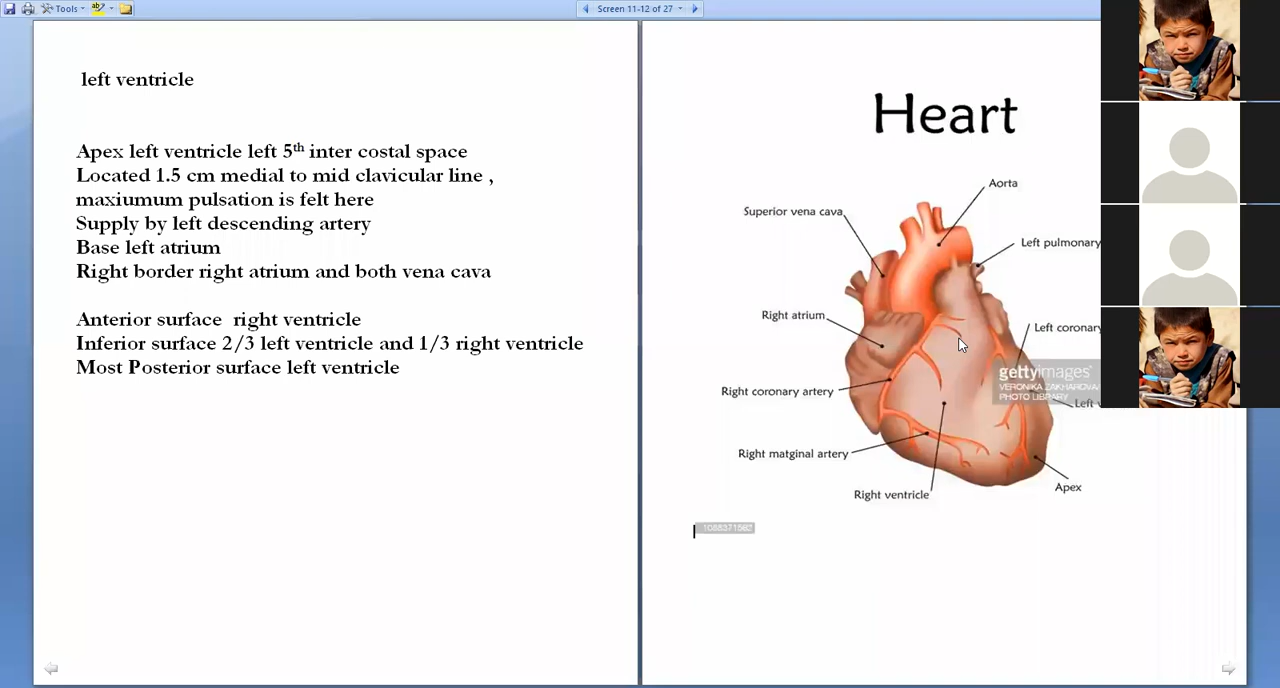 Tools
Screen 11-12 of 27
left ventricle
Apex left ventricle left 5th inter costal space
Located 1.5 cm medial to mid clavicular line ,
maxiumum pulsation is felt here
Supply by left descending artery
Base left atrium
Right border right atrium and both vena cava
Anterior surface  right ventricle
Inferior surface 2/3 left ventricle and 1/3 right ventricle
Most Posterior surface left ventricle
Heart
Aorta
Superior vena cava
Left pulmonary
Right atrium
Left coronary
gettyimages
VERONIKA ZAKHAROVA/
PHOTO LIBRARY
Right coronary artery
Left
Right matginal artery
Apex
Right ventricle
1088371562